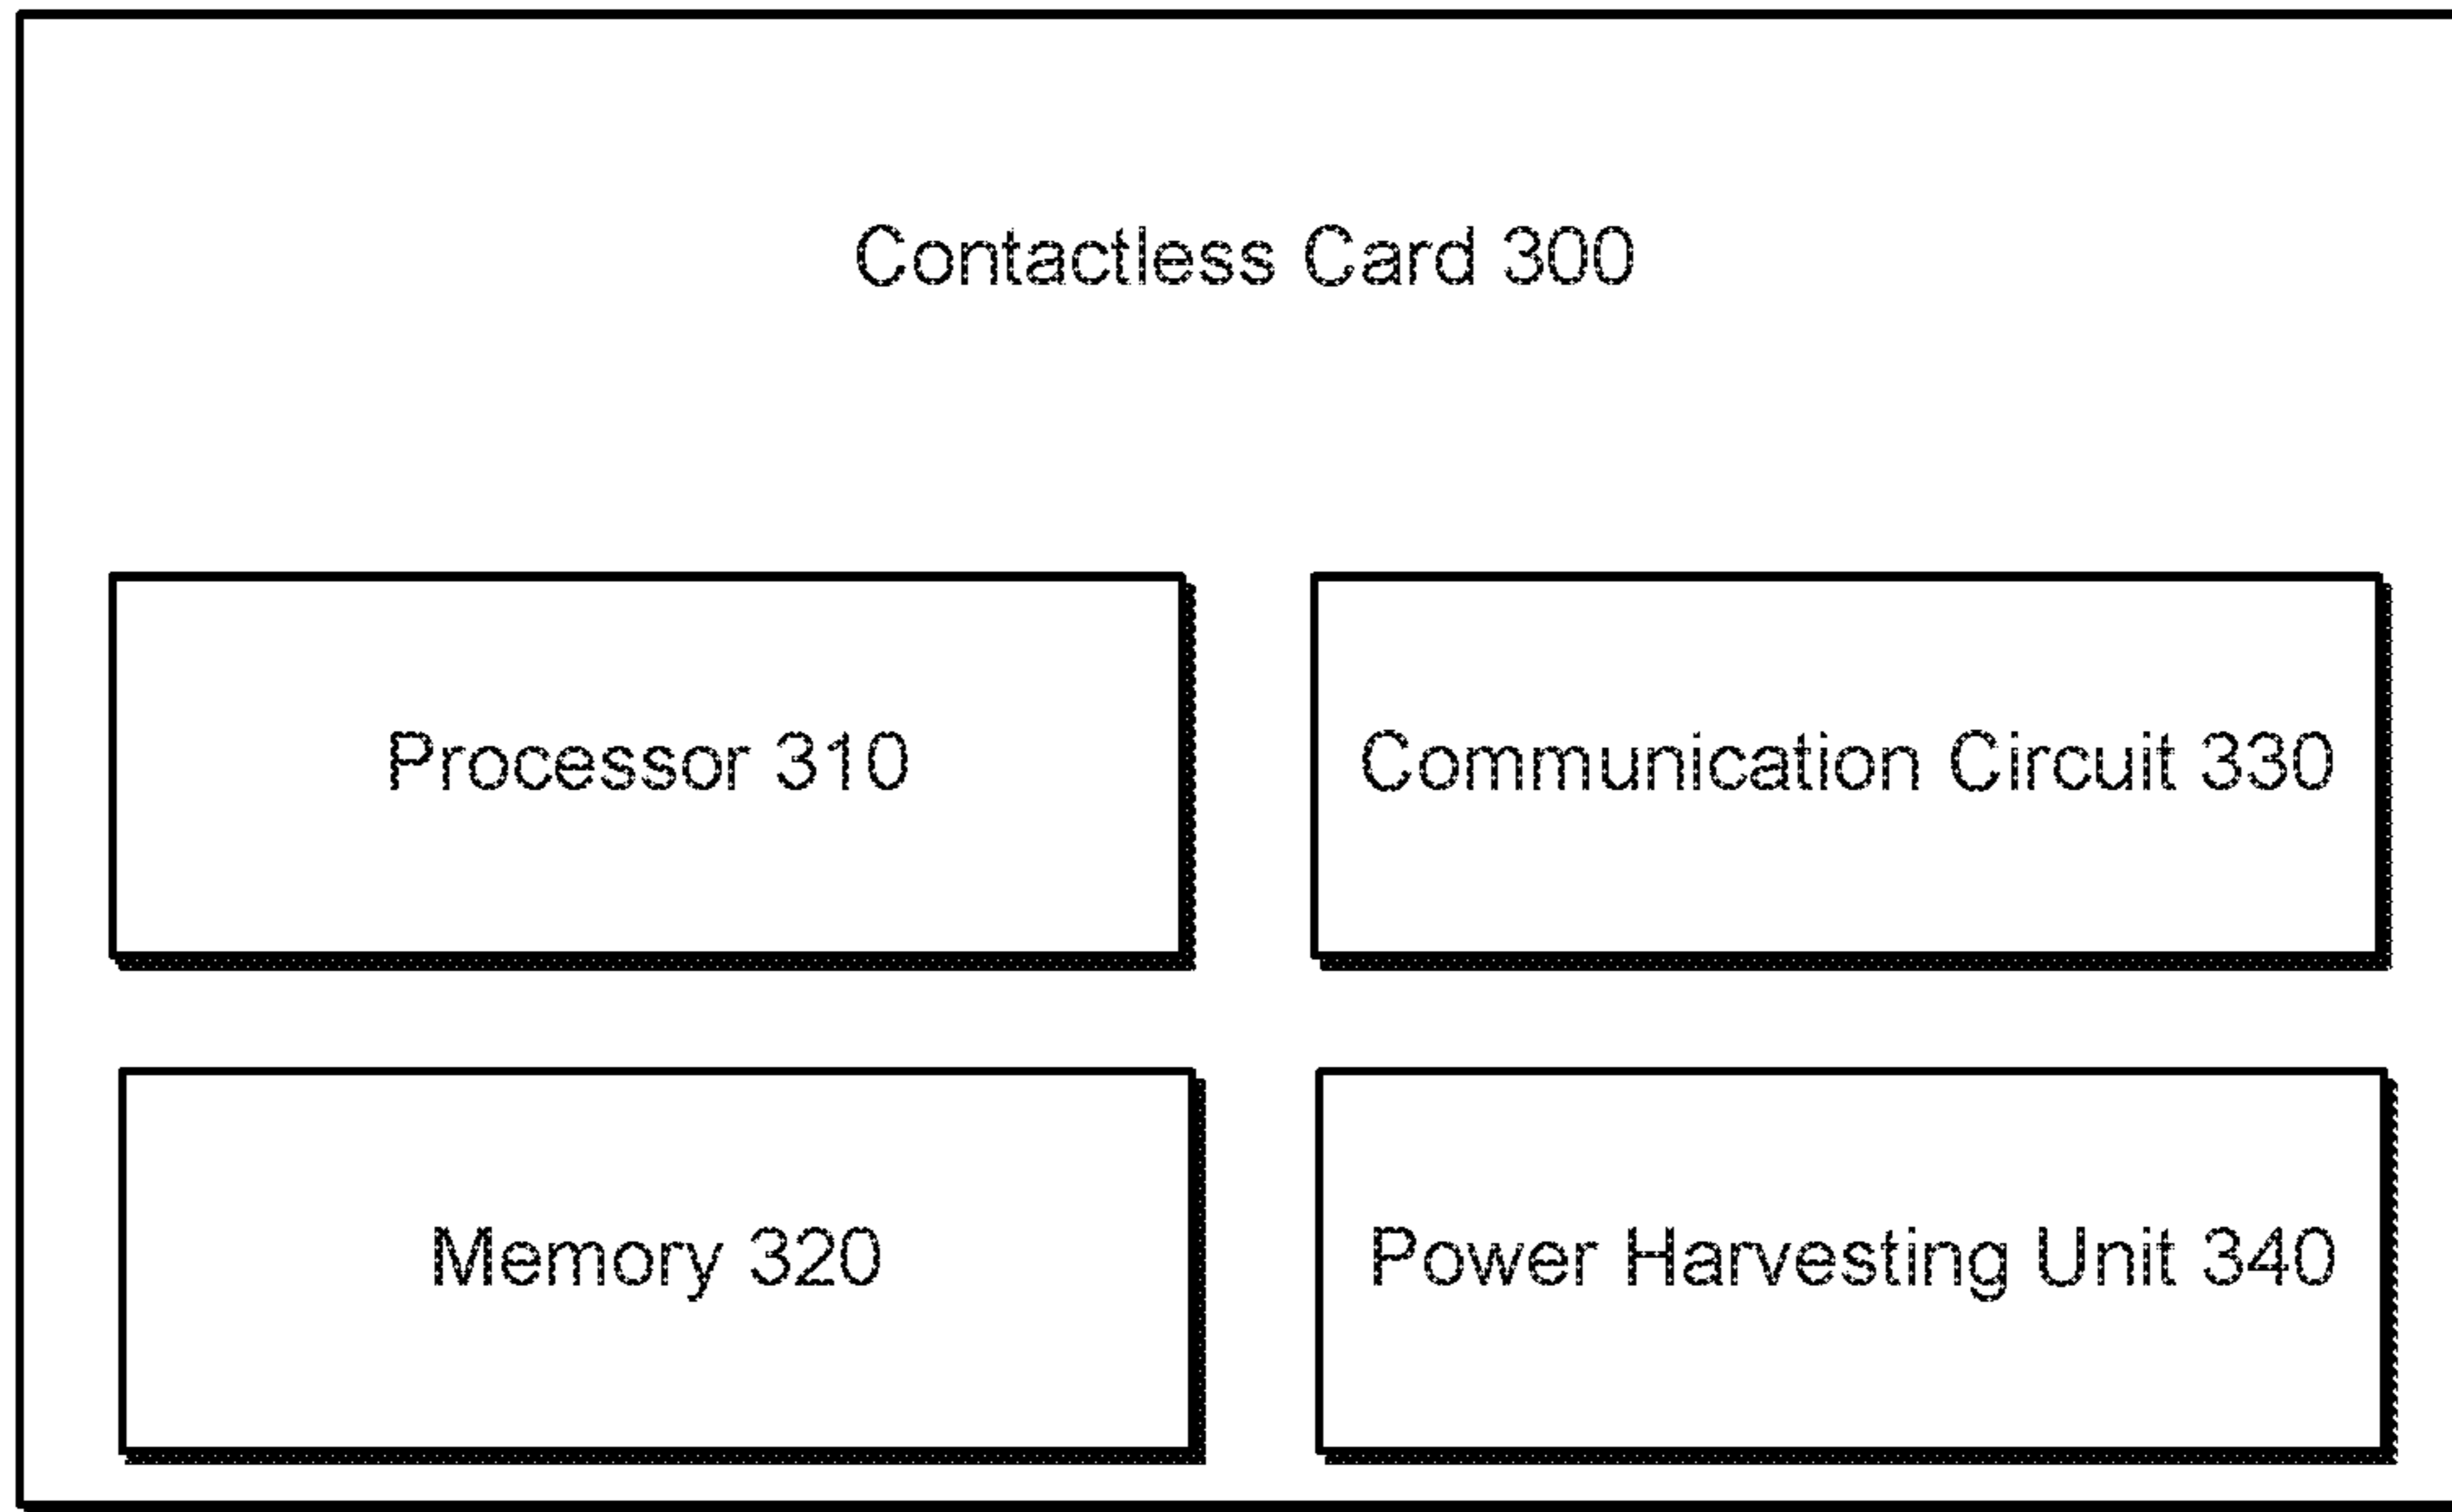 Contactless Card 300
Processor 310
Communication Circuit 330
Memory 320
Power Harvesting Unit 340